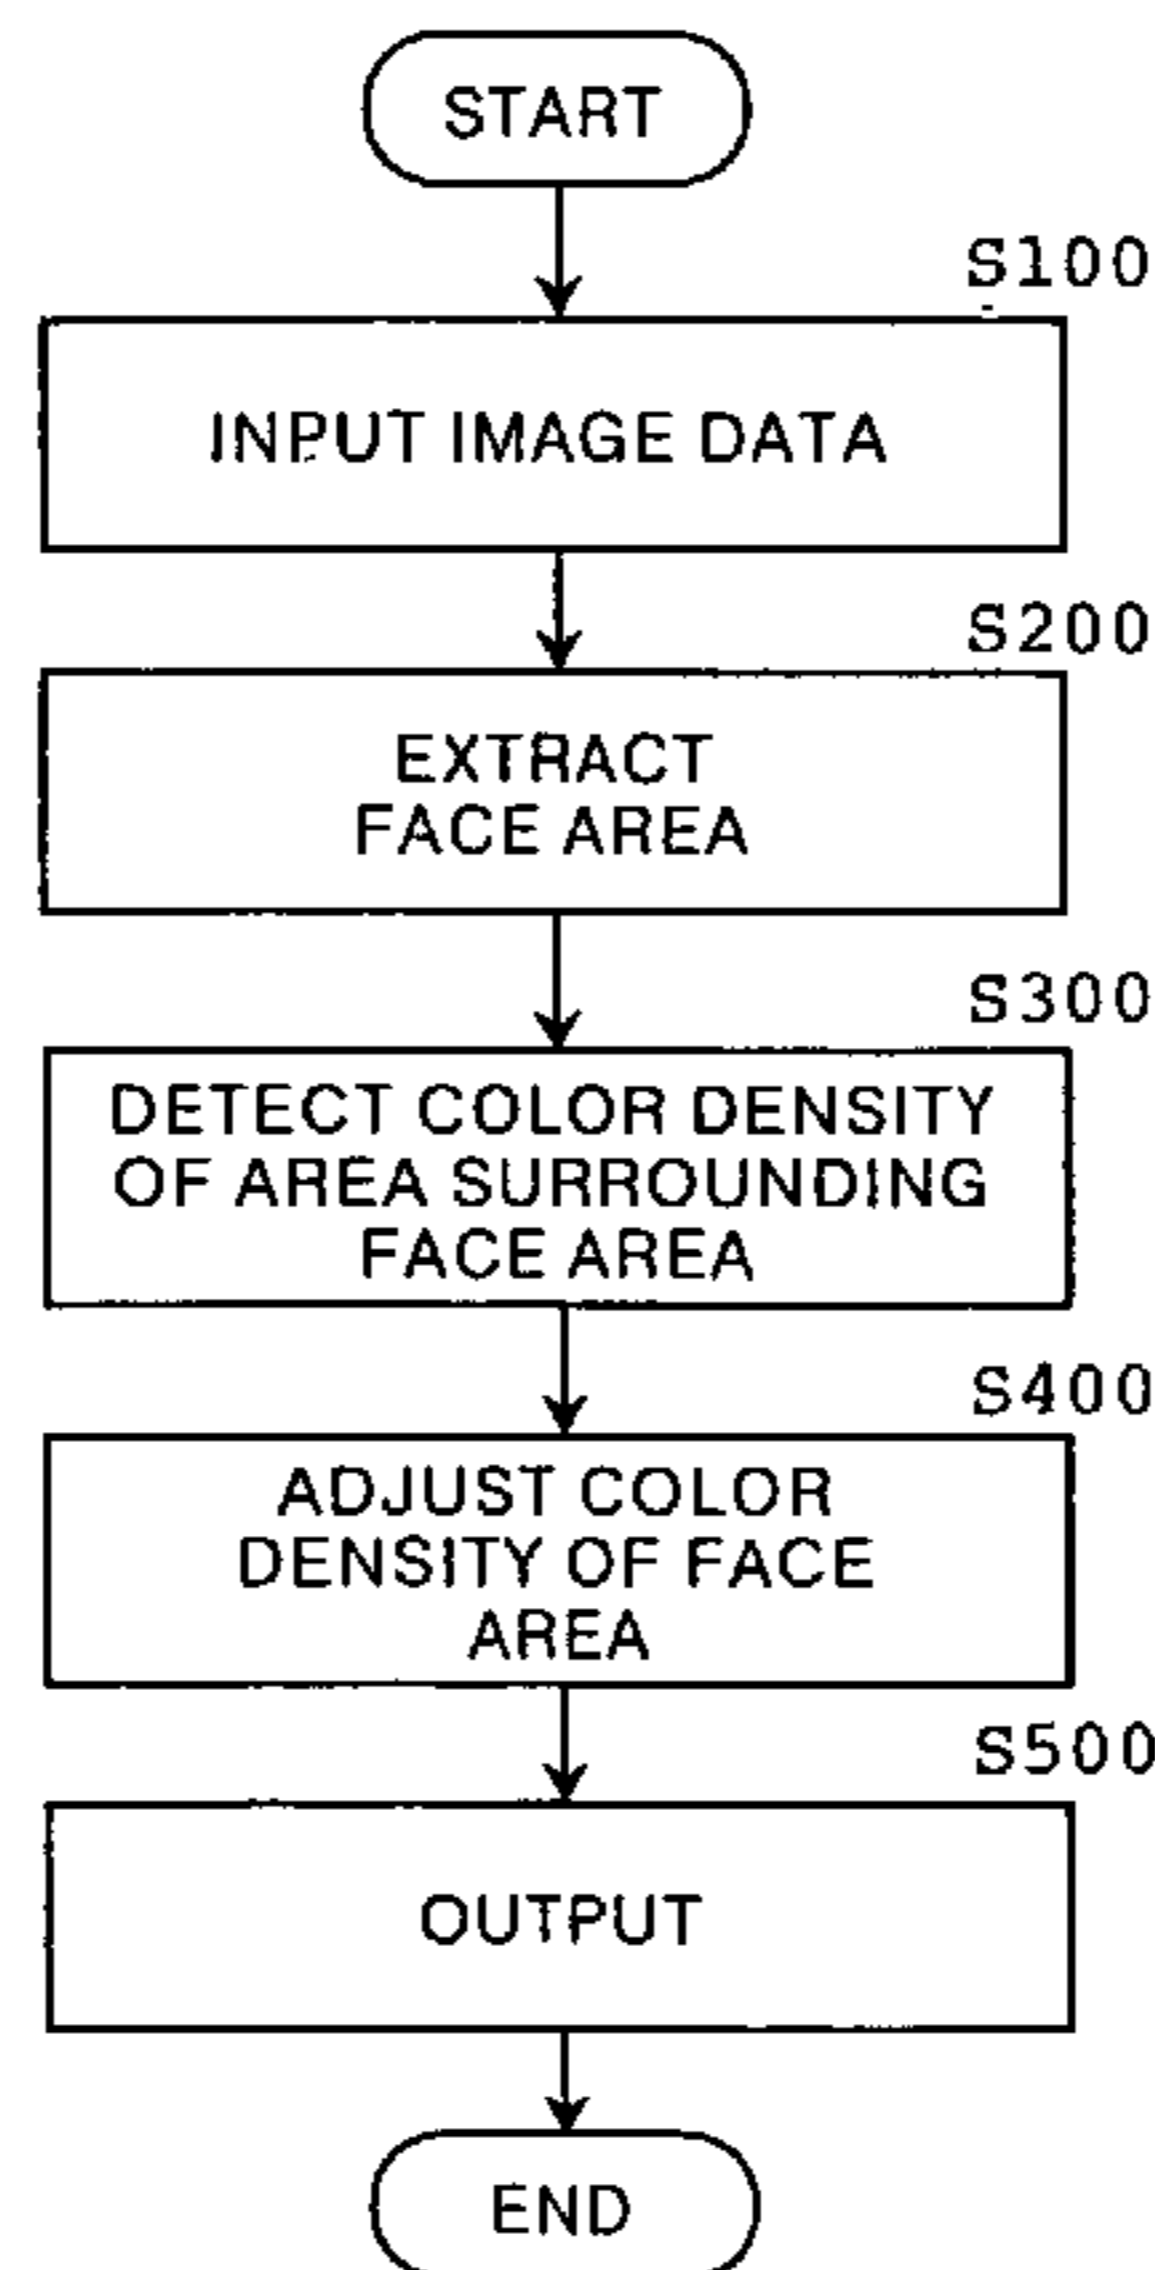 START
S100
INPUT IMAGE DATA
S200
EXTRACT
FACE AREA
S300
DETECT COLOR DENSITY
OF AREA SURROUNDING
FACE AREA
S400
ADJUST COLOR
DENSITY OF FACE
AREA
S500
OUTPUT
END